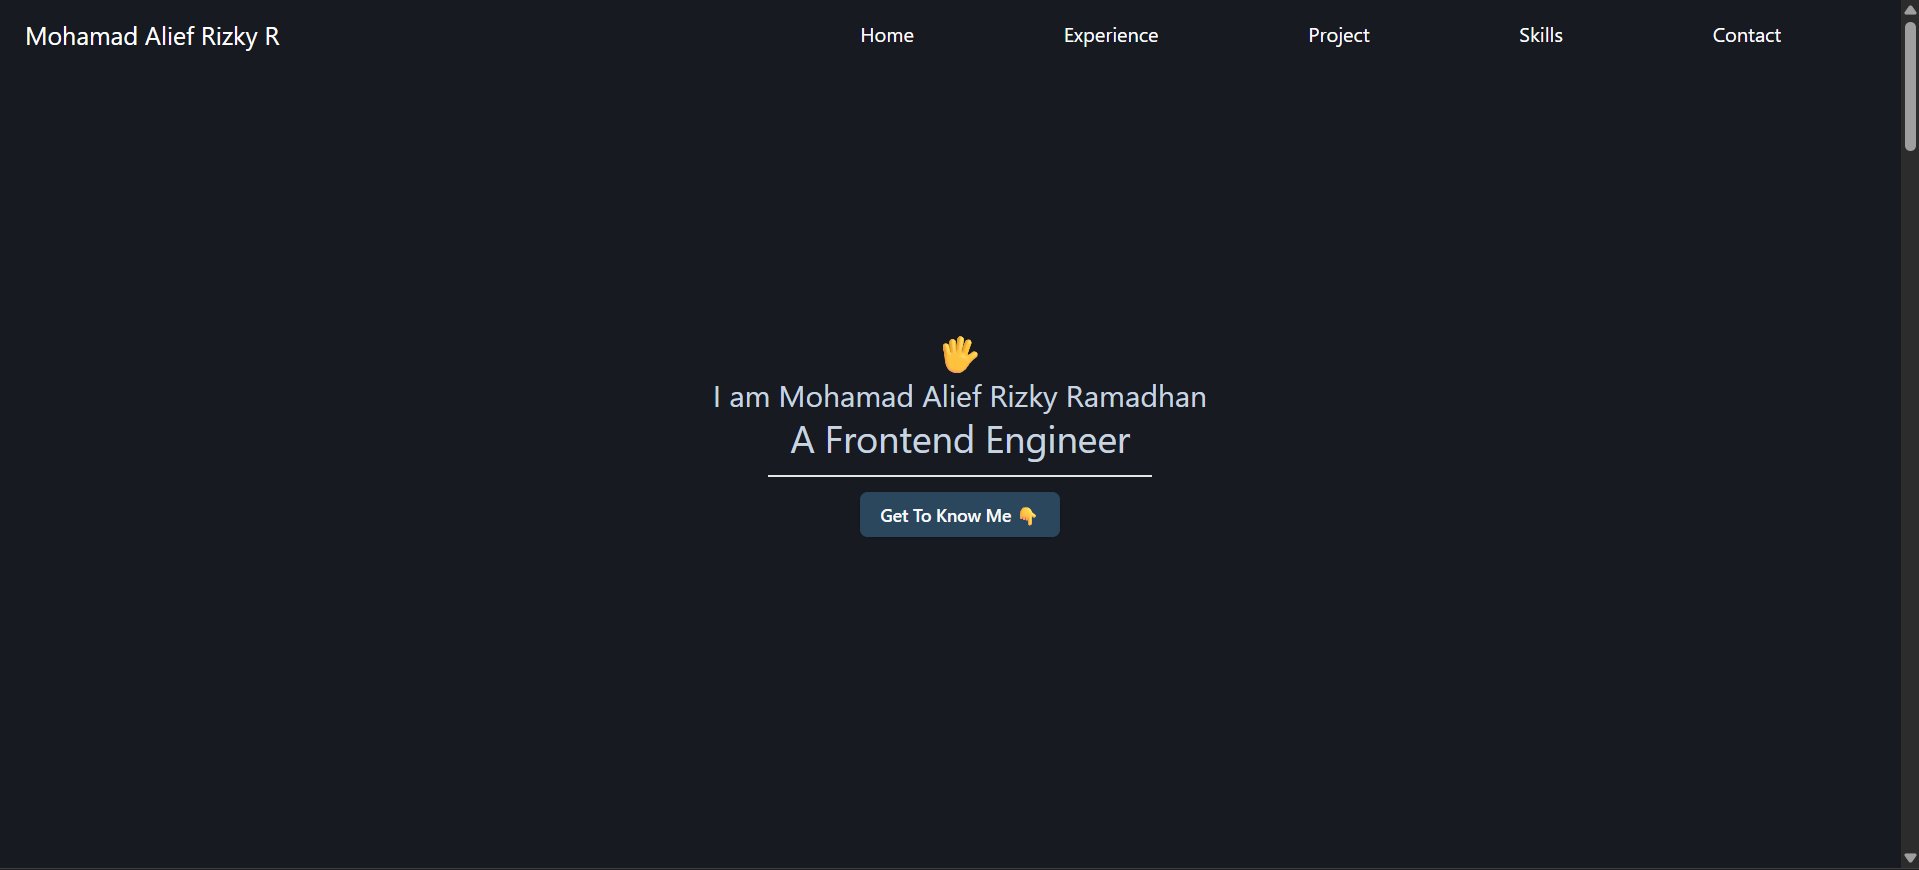 Mohamad Alief Rizky R
Home Experience Project Skills Contact
🖐
I am Mohamad Alief Rizky Ramadhan
A Frontend Engineer
Get To Know Me 👇